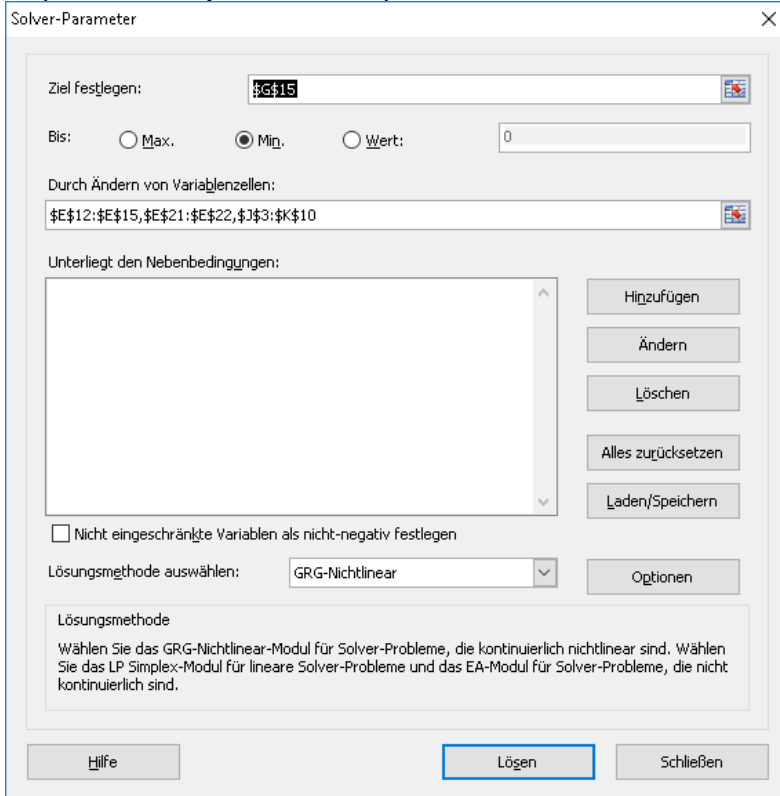 Solver-Parameter
Ziel festlegen: $G$15
Bis: Max. Min. Wert: 0
Durch Ändern von Variablenzellen:
$E$12:$E$15,$E$21:$E$22,$J$3:$K$10
Unterliegt den Nebenbedingungen:
Hinzufügen
Ändern
Löschen
Alles zurücksetzen
Laden/Speichern
Nicht eingeschränkte Variablen als nicht-negativ festlegen
Lösungsmethode auswählen: GRG-Nichtlinear Optionen
Lösungsmethode
Wählen Sie das GRG-Nichtlinear-Modul für Solver-Probleme, die kontinuierlich nichtlinear sind. Wählen
Sie das LP Simplex-Modul für lineare Solver-Probleme und das EA-Modul für Solver-Probleme, die nicht
kontinuierlich sind.
Hilfe Lösen Schließen